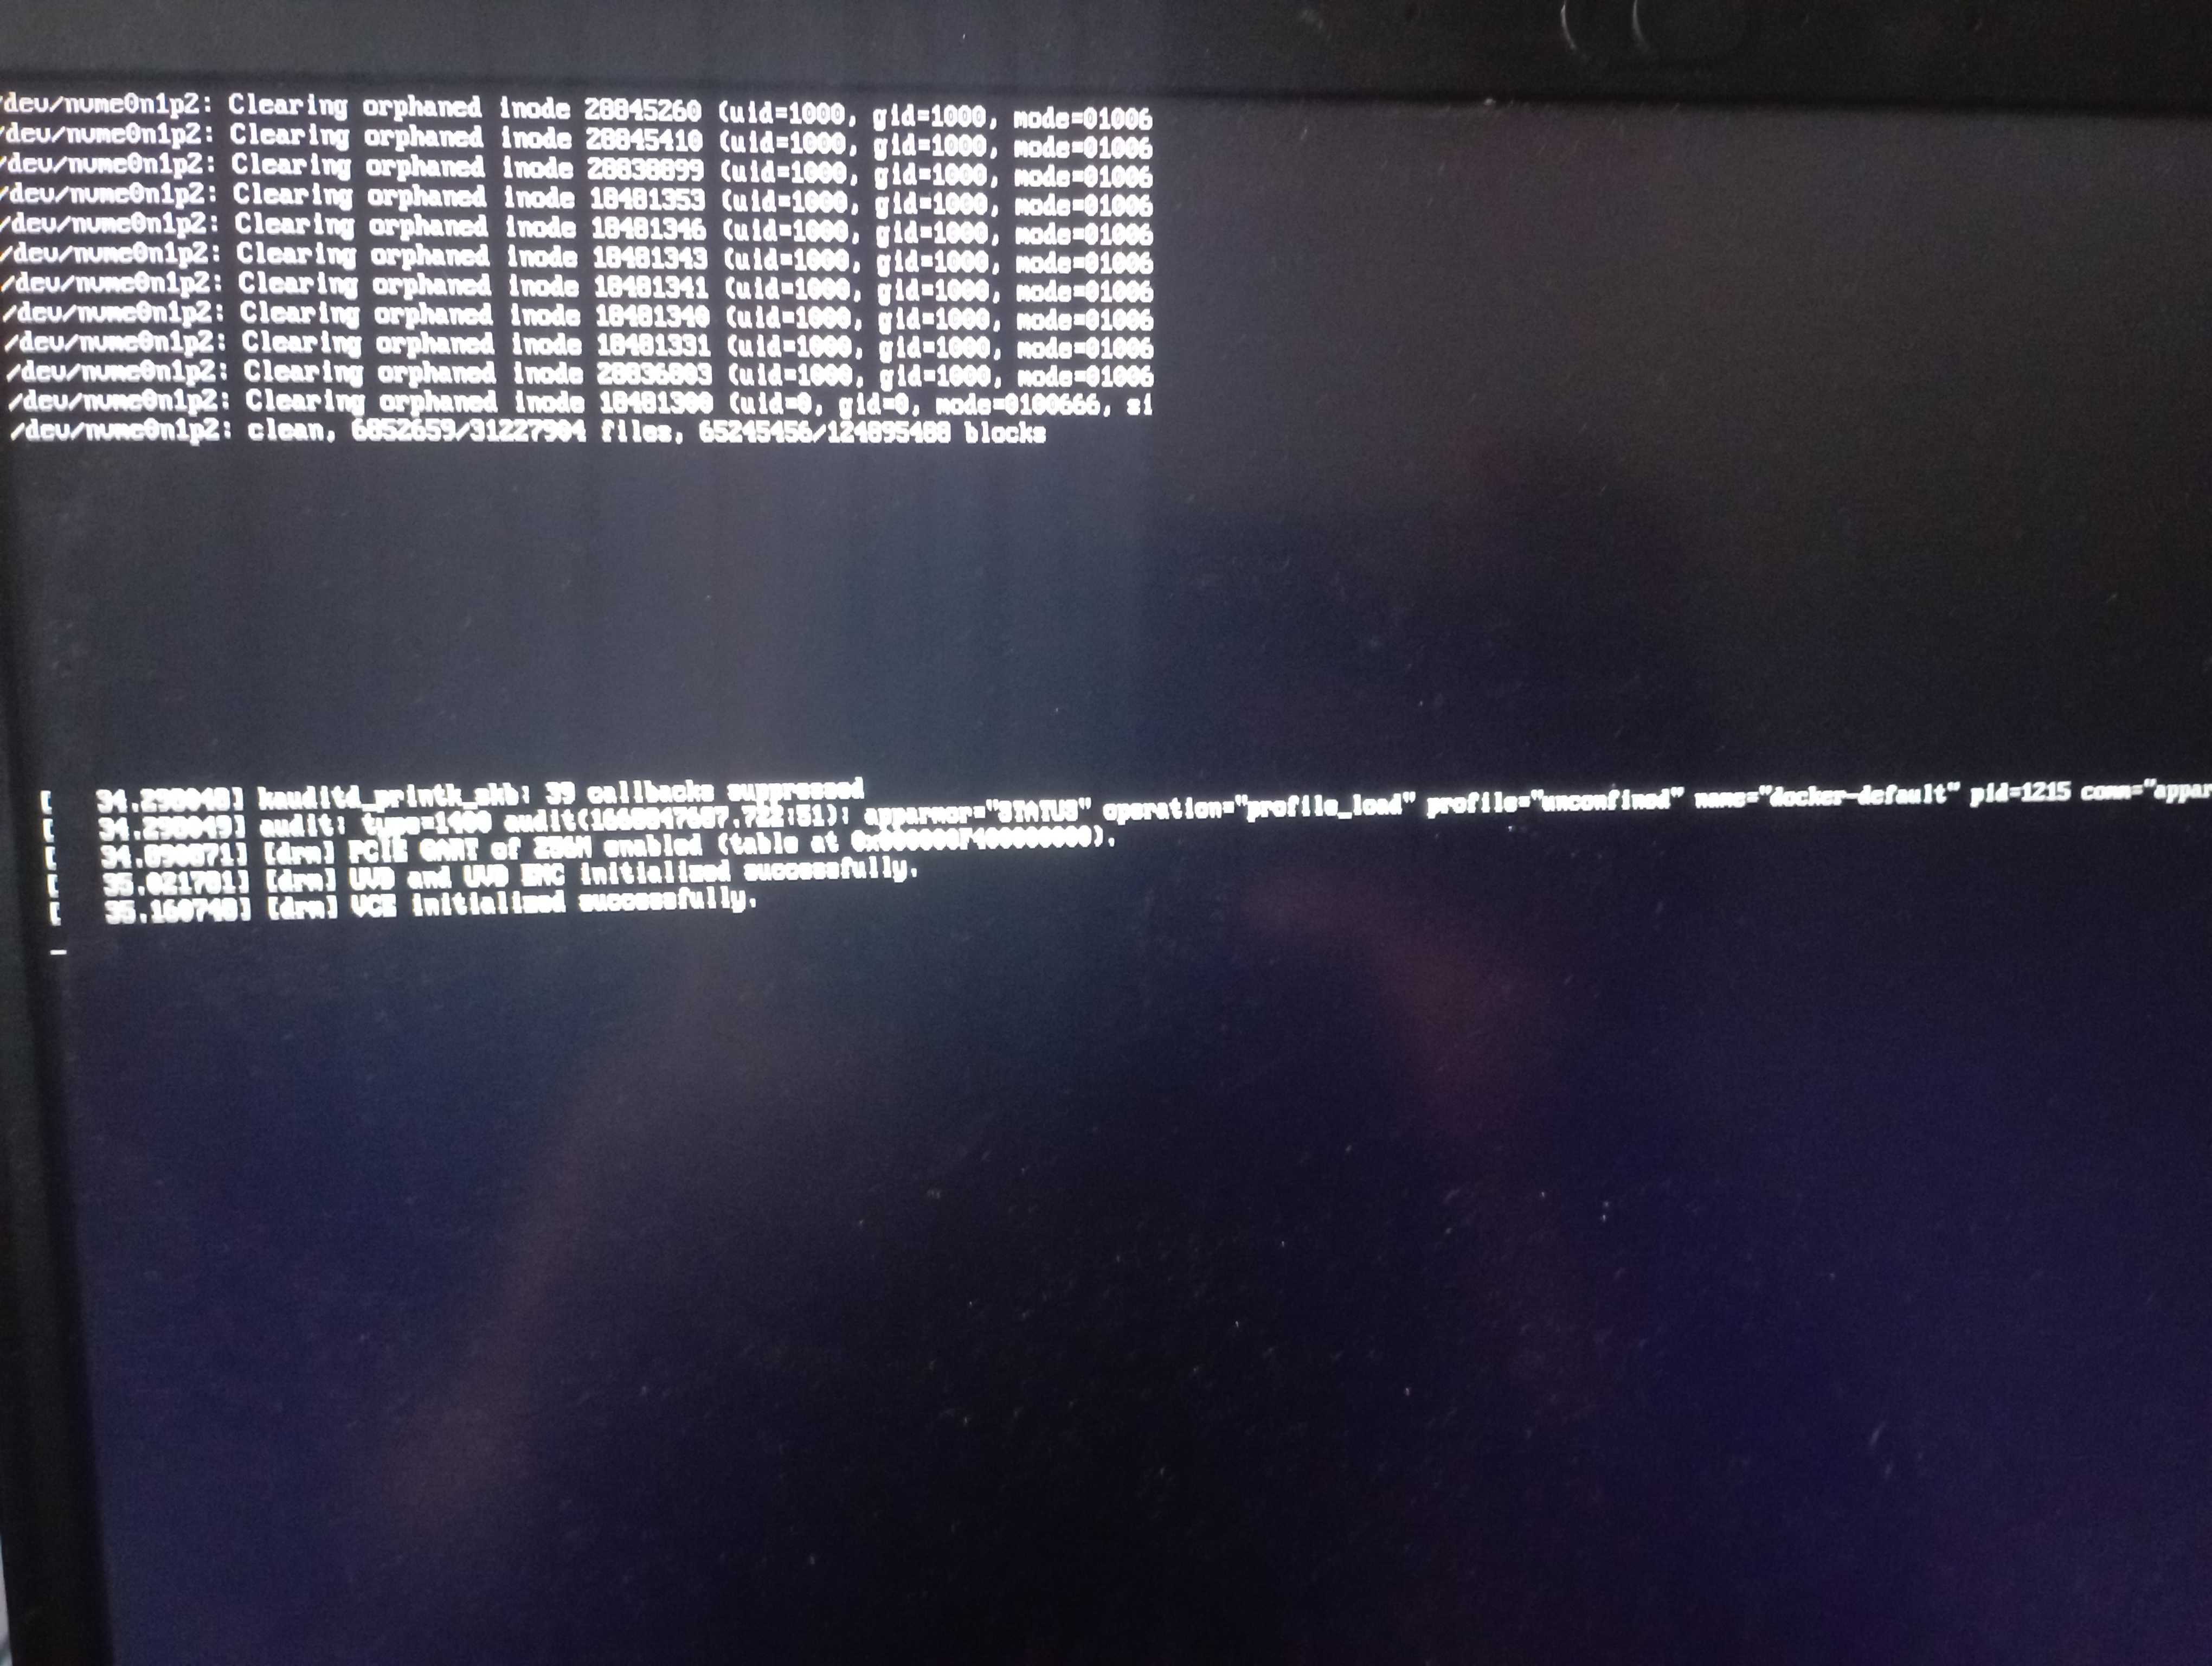 /dev/nvme0n1p2: Clearing orphaned inode 28845260 (uid=1000, gid=1000, mode=01006
/dev/nvme0n1p2: Clearing orphaned inode 28845410 (uid=1000, gid=1000, mode=01006
/dev/nvme0n1p2: Clearing orphaned inode 28838899 (uid=1000, gid=1000, mode=01006
/dev/nvme0n1p2: Clearing orphaned inode 18481353 (uid=1000, gid=1000, mode=01006
/dev/nvme0n1p2: Clearing orphaned inode 18481346 (uid=1000, gid=1000, mode=01006
/dev/nvme0n1p2: Clearing orphaned inode 18481343 (uid=1000, gid=1000, mode=01006
/dev/nvme0n1p2: Clearing orphaned inode 18481341 (uid=1000, gid=1000, mode=01006
/dev/nvme0n1p2: Clearing orphaned inode 18481340 (uid=1000, gid=1000, mode=01006
/dev/nvme0n1p2: Clearing orphaned inode 18481331 (uid=1000, gid=1000, mode=01006
/dev/nvme0n1p2: Clearing orphaned inode 28836803 (uid=1000, gid=1000, mode=01006
/dev/nvme0n1p2: Clearing orphaned inode 18481300 (uid=0, gid=0, mode=0100666, si
/dev/nvme0n1p2: clean, 6852659/31227904 files, 65245456/124895488 blocks
[ 34.298048] kauditd_printk_skb: 39 callbacks suppressed
[ 34.298049] audit: type=1400 apparmor="STATUS" operation="profile_load" profile="unconfined" name="docker-default" pid=1215 comm="appar
[ [drm] PCIE GART of 256M enabled (table at 0x000000F400000000).
[ 35.021781] [drm] UVD and UVD ENC initialized successfully.
[ 35.160748] [drm] VCE initialized successfully.
_